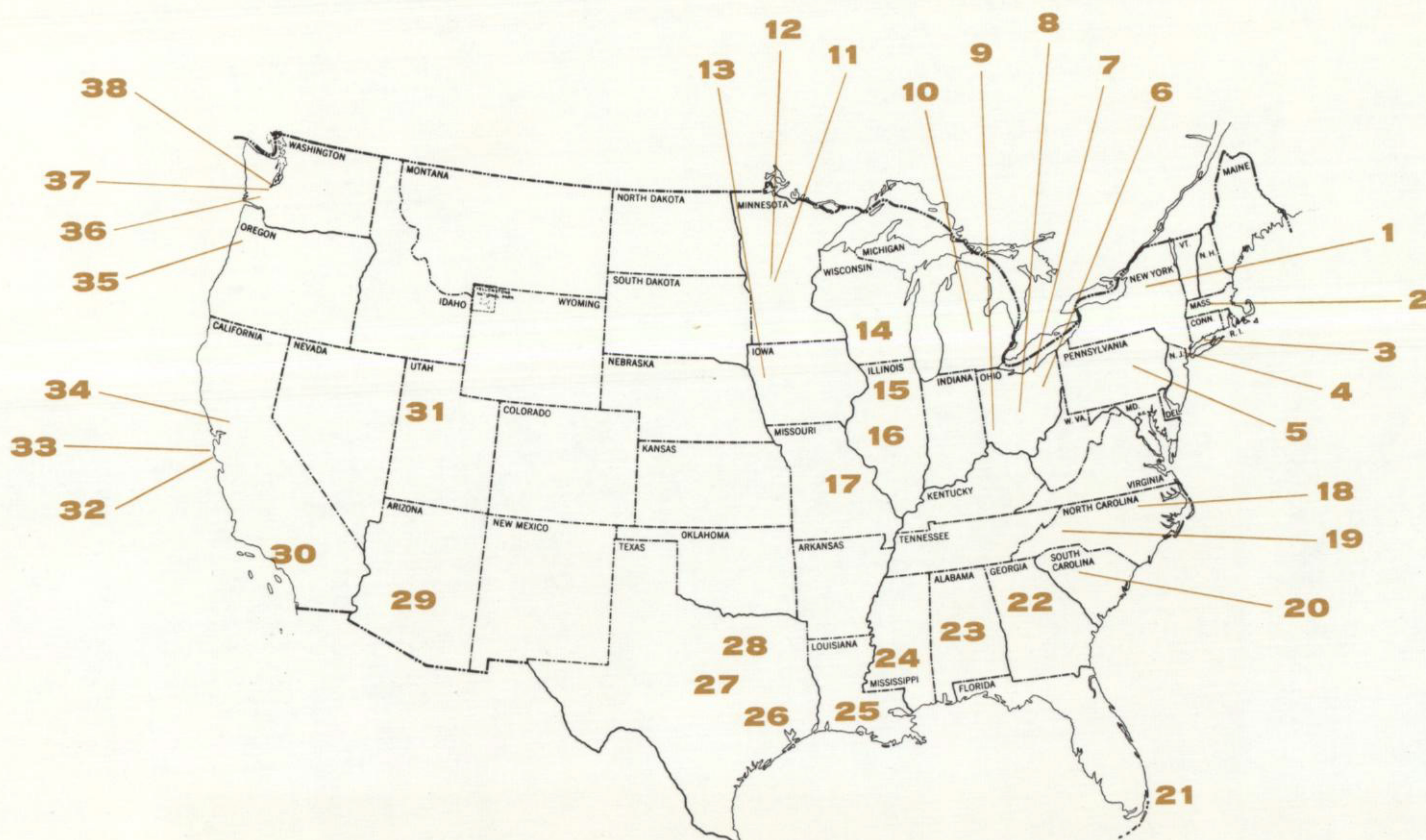 12
8
13
11
9
7
10
6
38
37
36
35
34
33
32
1
2
3
4
5
WASHINGTON
MONTANA
NORTH DAKOTA
MINNESOTA
MICHIGAN
WISCONSIN
MAINE
VT.
N.H.
NEW YORK
MASS.
CONN.
R.I.
OREGON
IDAHO
WYOMING
SOUTH DAKOTA
14
IOWA
PENNSYLVANIA
N.J.
CALIFORNIA
NEVADA
UTAH
NEBRASKA
ILLINOIS
INDIANA
OHIO
15
31
COLORADO
W. VA.
MD.
DEL.
MISSOURI
16
KANSAS
17
KENTUCKY
VIRGINIA
18
NORTH CAROLINA
ARIZONA
NEW MEXICO
OKLAHOMA
TEXAS
ARKANSAS
TENNESSEE
19
30
29
ALABAMA
GEORGIA
SOUTH
CAROLINA
22
20
23
28
LOUISIANA
24
27
MISSISSIPPI
FLORIDA
26
25
21